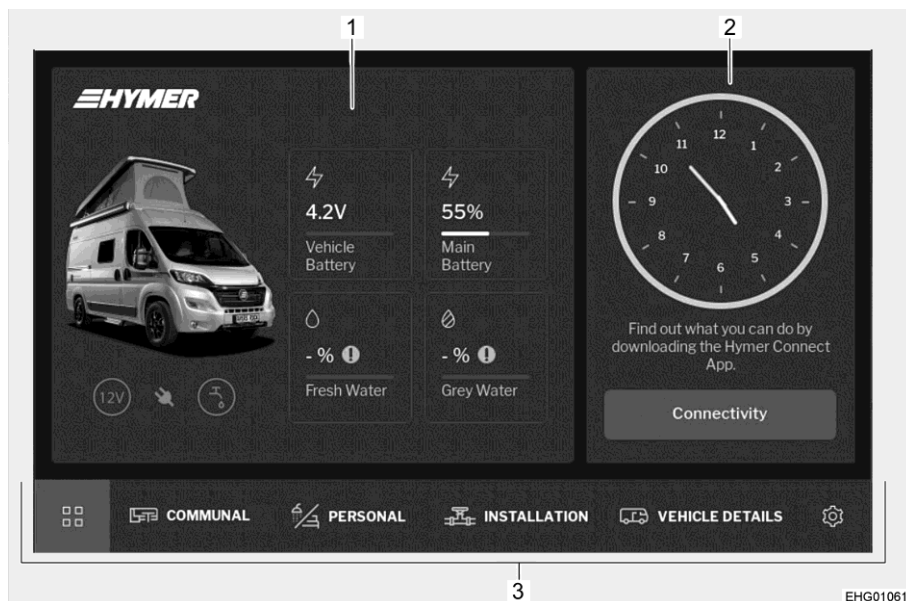 1
2
HYMER
4.2V
Vehicle
Battery
55%
Main
Battery
- %
Fresh Water
- %
Grey Water
12V
12
1
2
3
4
5
6
7
8
9
10
11
Find out what you can do by
downloading the Hymer Connect
App.
Connectivity
COMMUNAL
PERSONAL
INSTALLATION
VEHICLE DETAILS
3
EHG01061